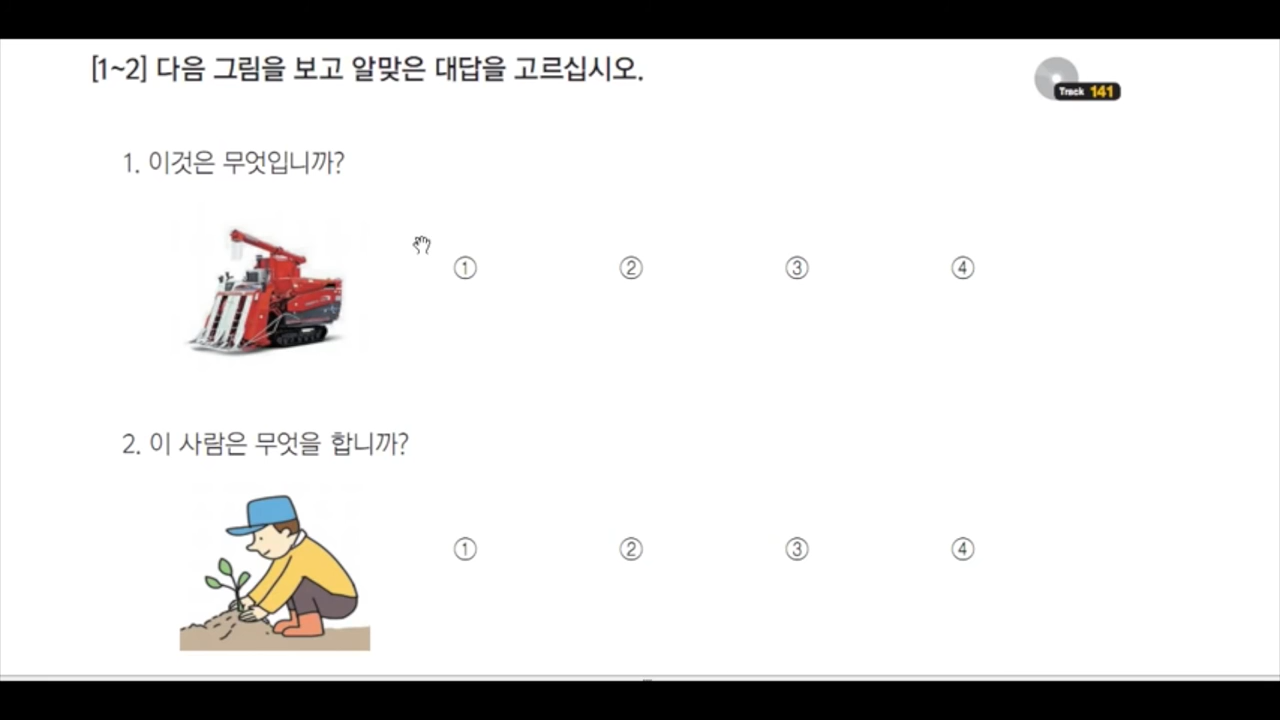 [1~2] 다음 그림을 보고 알맞은 대답을 고르십시오.
Track 141
1. 이것은 무엇입니까?
① ② ③ ④
2. 이 사람은 무엇을 합니까?
① ② ③ ④